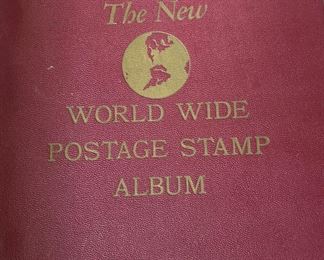 The New
WORLD WIDE
POSTAGE STAMP
ALBUM